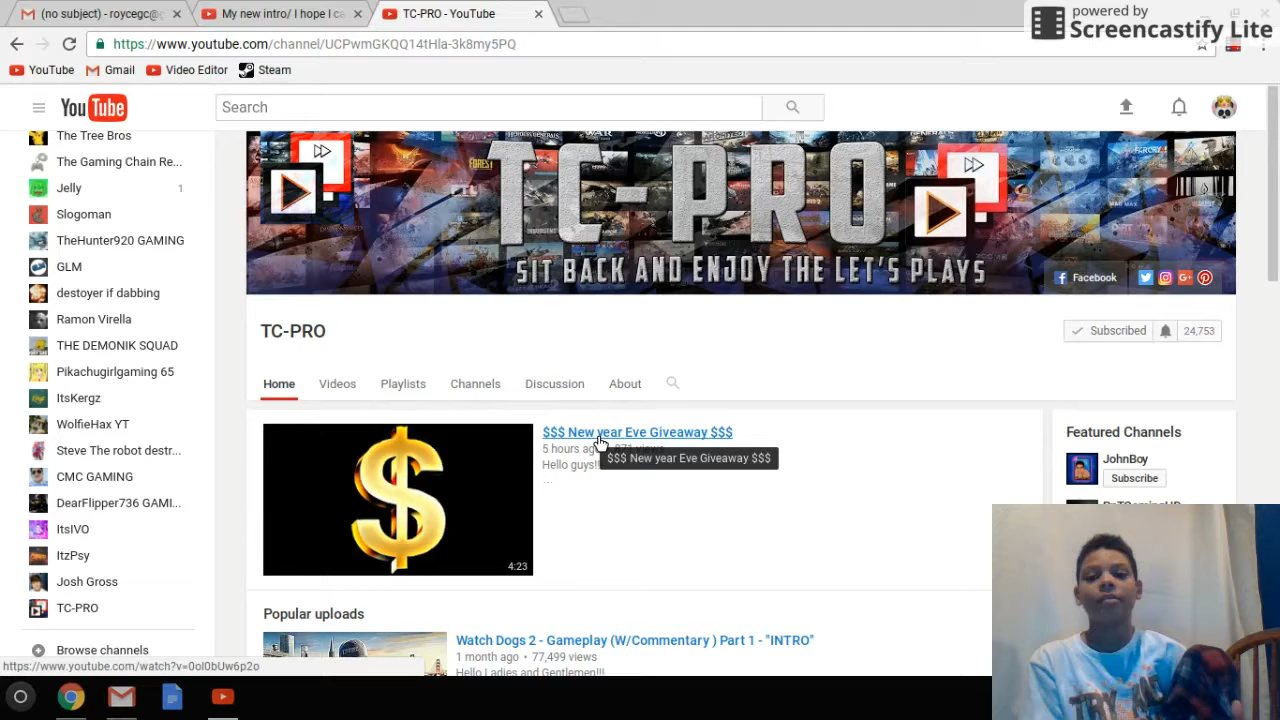 (no subject) - roycegc@
My new intro/ I hope I ca
TC-PRO - YouTube
powered by
Screencastify Lite
https://www.youtube.com/channel/UCPwmGKQQ14tHla-3k8my5PQ
YouTube
Gmail
Video Editor
Steam
YouTube
Search
The Tree Bros
The Gaming Chain Re...
Jelly 1
Slogoman
TheHunter920 GAMING
GLM
destoyer if dabbing
Ramon Virella
THE DEMONIK SQUAD
Pikachugirlgaming 65
ItsKergz
WolfieHax YT
Steve The robot destr...
CMC GAMING
DearFlipper736 GAMI...
ItsIVO
ItzPsy
Josh Gross
TC-PRO
Browse channels
TC-PRO
SIT BACK AND ENJOY THE LET'S PLAYS
Facebook
TC-PRO
Subscribed 24,753
Home Videos Playlists Channels Discussion About
$$$ New year Eve Giveaway $$$
5 hours ago
$$$ New year Eve Giveaway $$$
Hello guys!!
...
$
4:23
Popular uploads
Watch Dogs 2 - Gameplay (W/Commentary ) Part 1 - "INTRO"
1 month ago • 77,499 views
Hello Ladies and Gentlemen!!!
Featured Channels
JohnBoy
Subscribe
https://www.youtube.com/watch?v=0ol0bUw6p2o